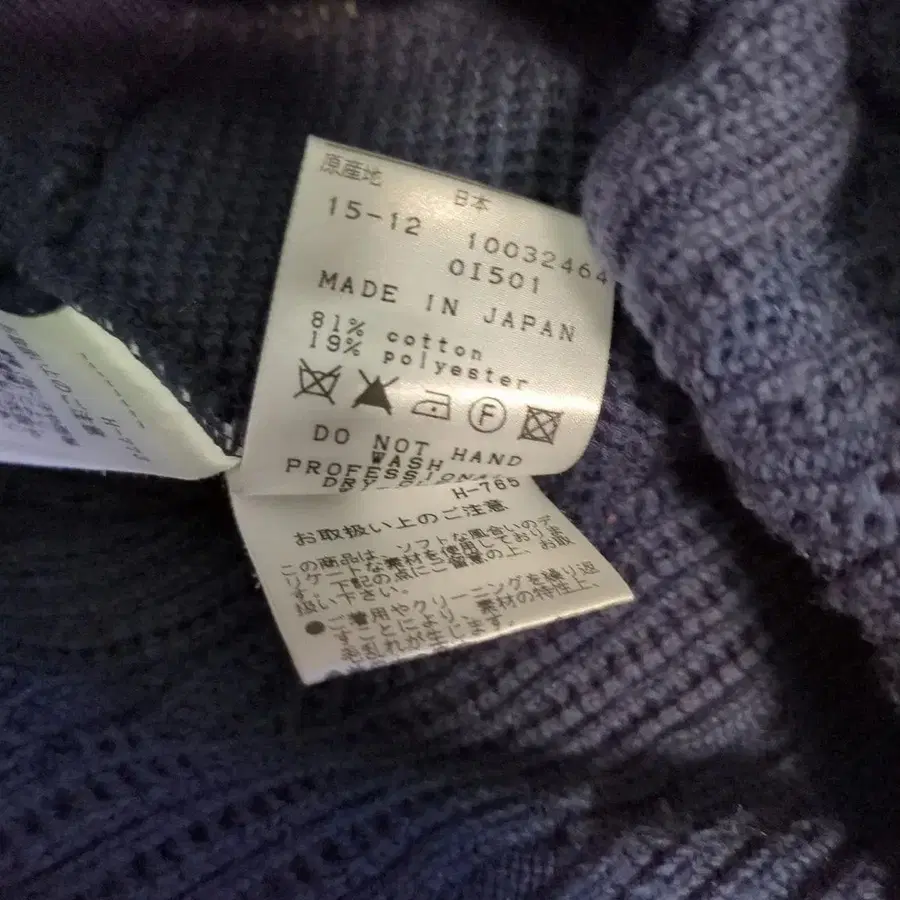 原産地 日本
15-12 10032464
OI501
MADE IN JAPAN
81% cotton
19% polyester
F
DO NOT HAND
WASH
PROFESSIONAL
H-765
お取扱い上のご注意
この商品は、ソフトな風合いのデ
リケートな素材を使用しておりま
す。下記の点にご留意の上、お取
扱い下さい。
●ご着用やクリーニングを繰り返
すことにより、素材の特性上、
毛乱れが生じます。
H-775